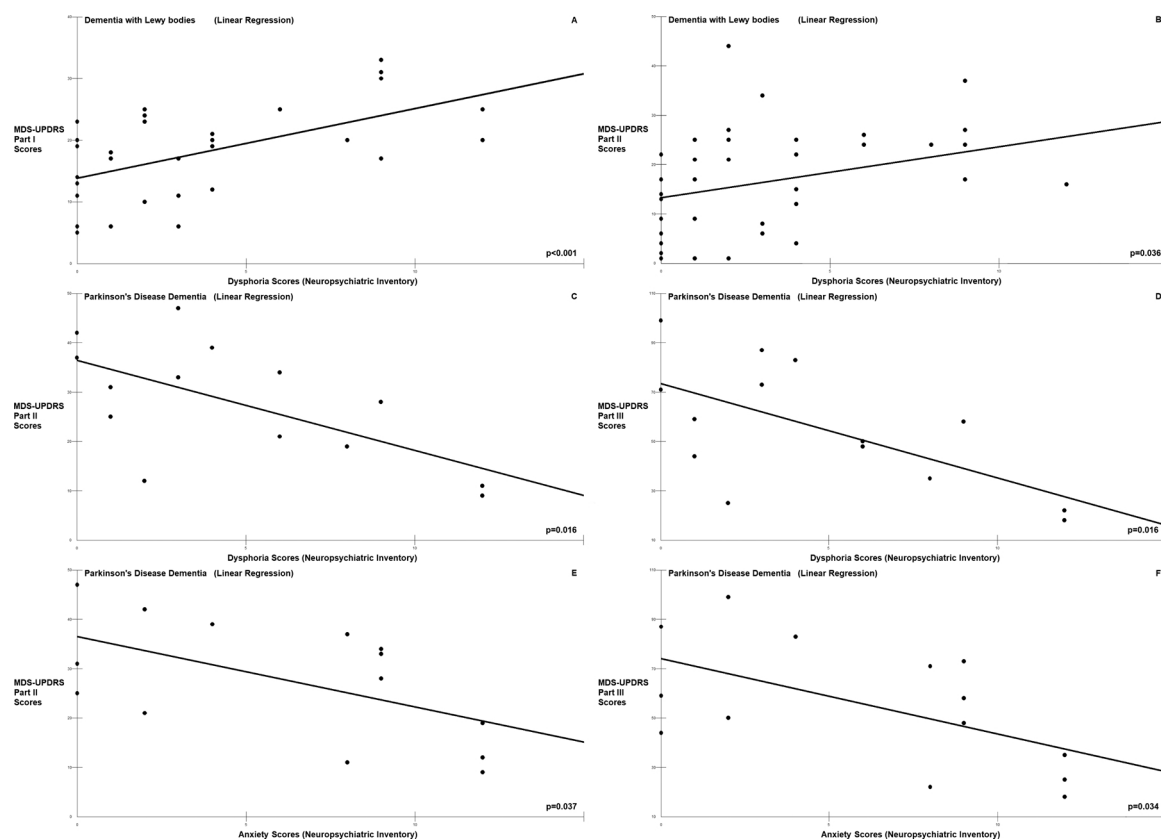 Dementia with Lewy bodies (Linear Regression) A
MDS-UPDRS
Part I
Scores
p<0.001
Dysphoria Scores (Neuropsychiatric Inventory)
Dementia with Lewy bodies (Linear Regression) B
MDS-UPDRS
Part II
Scores
p=0.036
Dysphoria Scores (Neuropsychiatric Inventory)
Parkinson's Disease Dementia (Linear Regression) C
MDS-UPDRS
Part II
Scores
p=0.016
Dysphoria Scores (Neuropsychiatric Inventory)
Parkinson's Disease Dementia (Linear Regression) D
MDS-UPDRS
Part III
Scores
p=0.016
Dysphoria Scores (Neuropsychiatric Inventory)
Parkinson's Disease Dementia (Linear Regression) E
MDS-UPDRS
Part II
Scores
p=0.037
Anxiety Scores (Neuropsychiatric Inventory)
Parkinson's Disease Dementia (Linear Regression) F
MDS-UPDRS
Part III
Scores
p=0.034
Anxiety Scores (Neuropsychiatric Inventory)